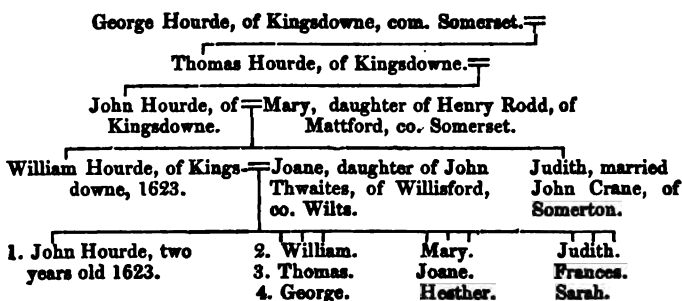 George Hourde, of Kingsdowne, com. Somerset.
Thomas Hourde, of Kingsdowne.
John Hourde, of
Kingsdowne.
Mary, daughter of Henry Rodd, of
Mattford, co. Somerset.
William Hourde, of Kings-
downe, 1623.
Joane, daughter of John
Thwaites, of Willisford,
co. Wilts.
Judith, married
John Crane, of
Somerton.
1. John Hourde, two
years old 1623.
2. William.
3. Thomas.
4. George.
Mary.
Joane.
Hesther.
Judith.
Frances.
Sarah.